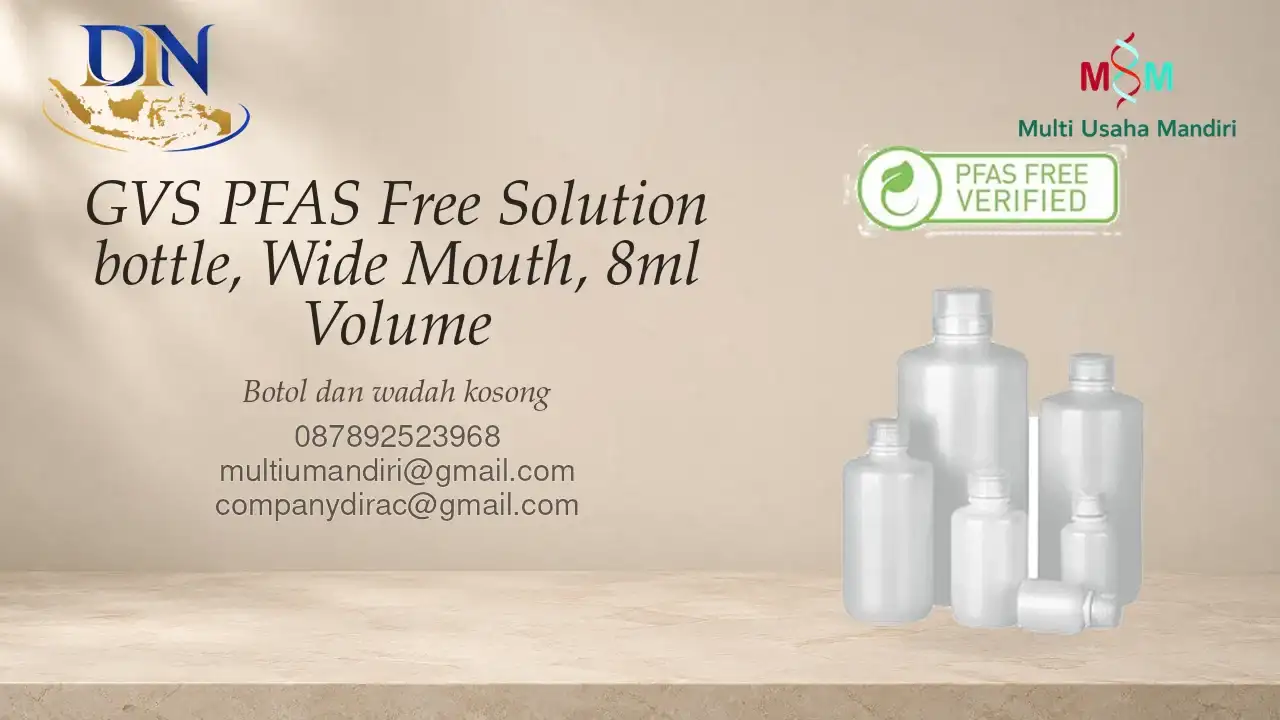 DN
MSM
Multi Usaha Mandiri
PFAS FREE
VERIFIED
GVS PFAS Free Solution
bottle, Wide Mouth, 8ml
Volume
Botol dan wadah kosong
087892523968
multiumandiri@gmail.com
companydirac@gmail.com